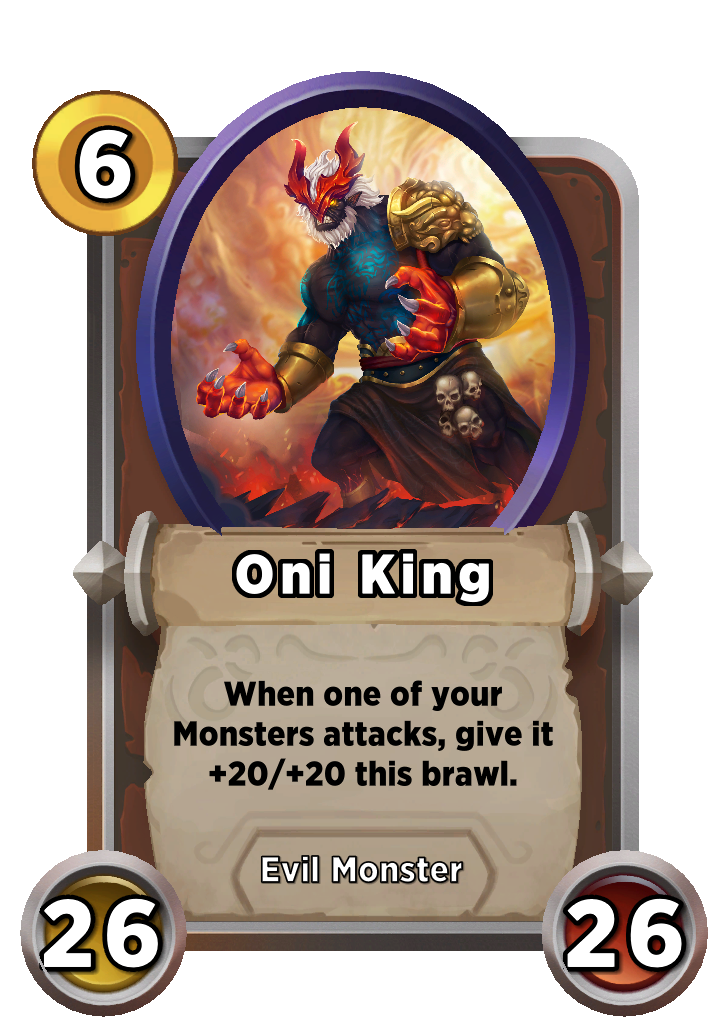 6
Oni King
When one of your
Monsters attacks, give it
+20/+20 this brawl.
Evil Monster
26
26